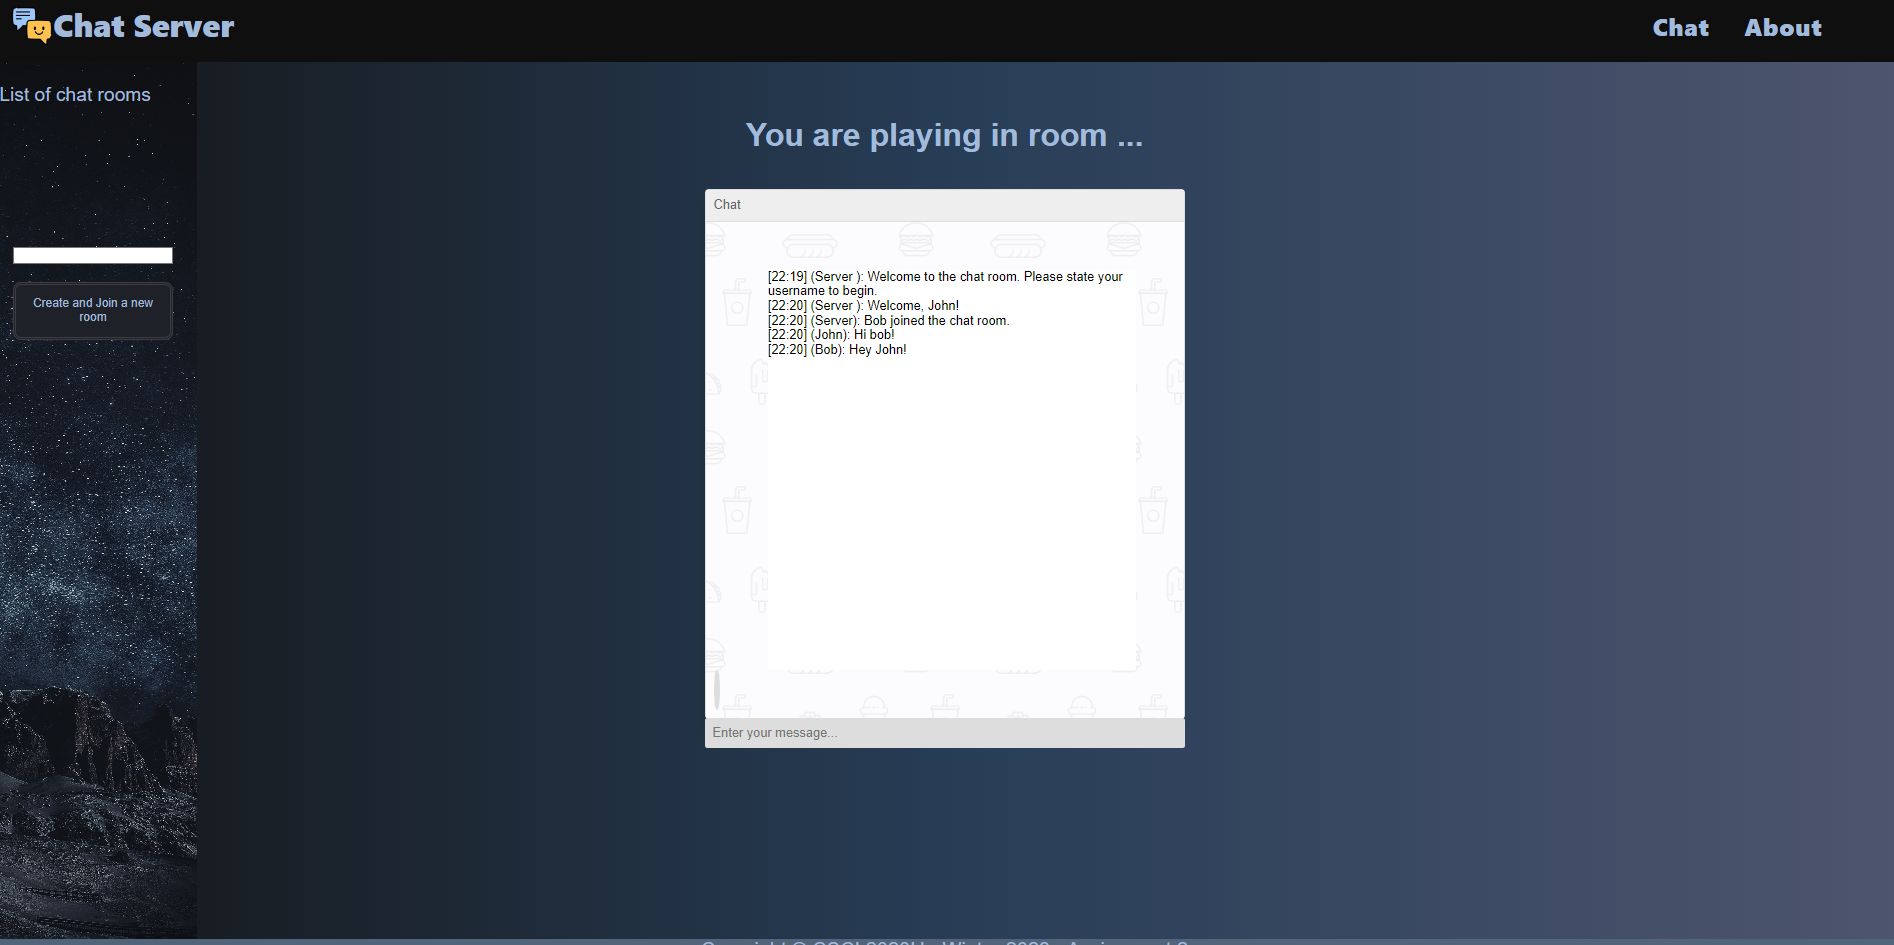 Chat Server
Chat
About
List of chat rooms
Create and Join a new
room
You are playing in room ...
Chat
[22:19] (Server ): Welcome to the chat room. Please state your
username to begin.
[22:20] (Server ): Welcome, John!
[22:20] (Server): Bob joined the chat room.
[22:20] (John): Hi bob!
[22:20] (Bob): Hey John!
Enter your message...